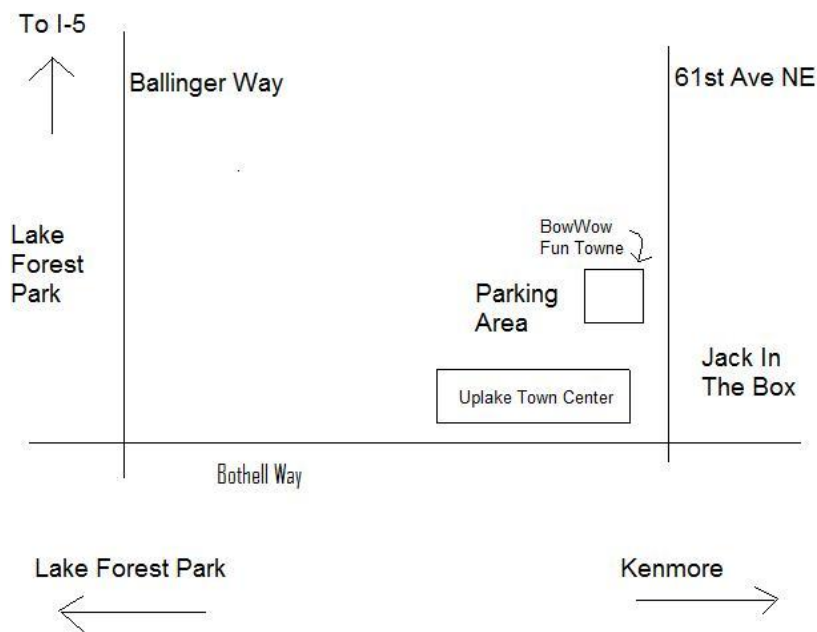 To I-5
Ballinger Way
61st Ave NE
Lake
Forest
Park
BowWow
Fun Towne
Parking
Area
Jack In
The Box
Uplake Town Center
Bothell Way
Lake Forest Park
Kenmore